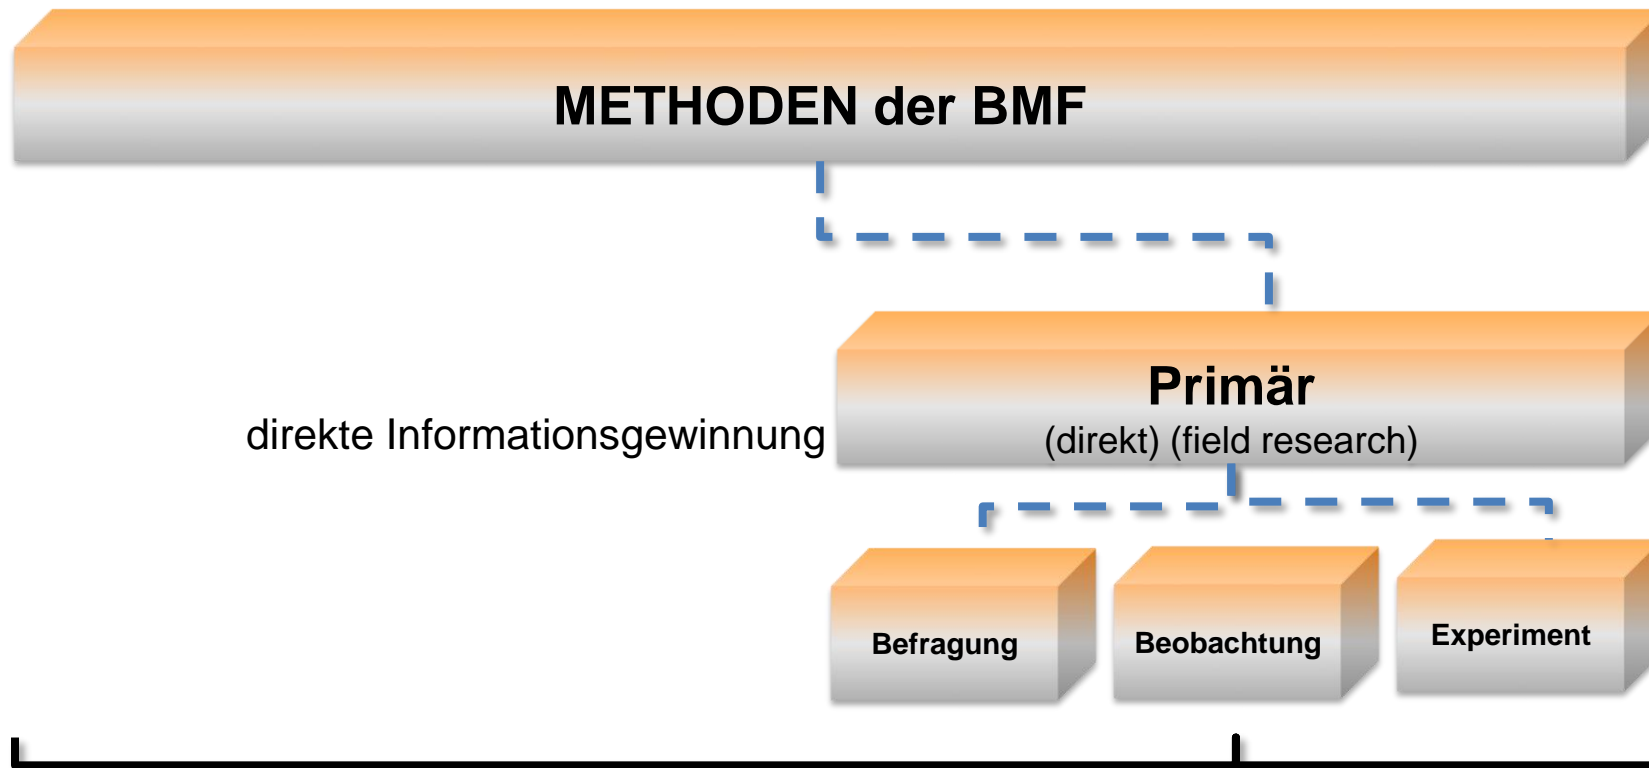 METHODEN der BMF
Primär
direkte Informationsgewinnung
(direkt) (field research)
Befragung
Beobachtung
Experiment